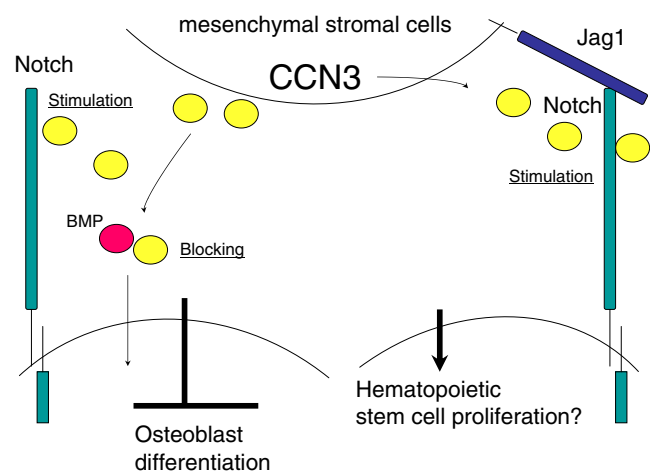 mesenchymal stromal cells
Jag1
Notch
CCN3
Stimulation
Notch
Stimulation
BMP
Blocking
Hematopoietic
stem cell proliferation?
Osteoblast
differentiation